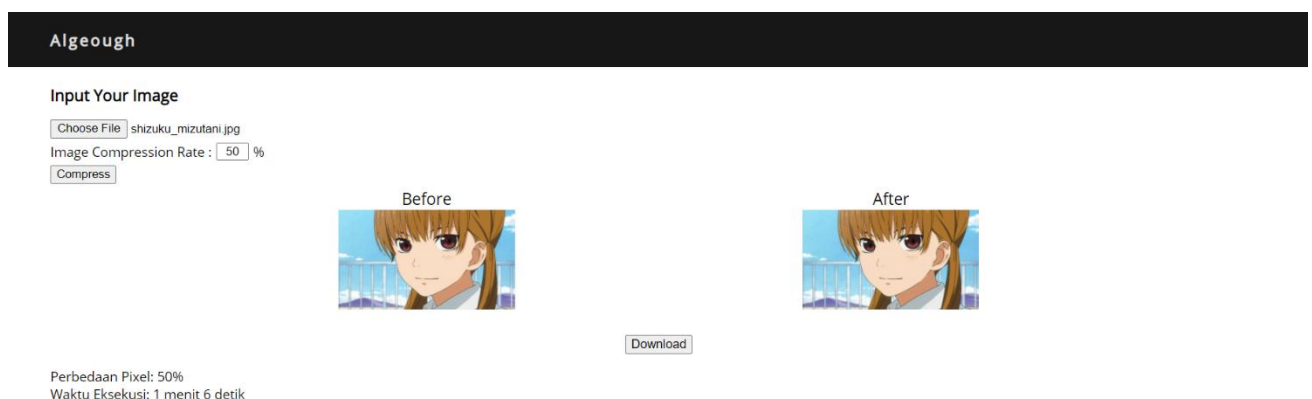 Algeough
Input Your Image
Choose File shizuku_mizutani.jpg
Image Compression Rate : 50 %
Compress
Before
After
Download
Perbedaan Pixel: 50%
Waktu Eksekusi: 1 menit 6 detik